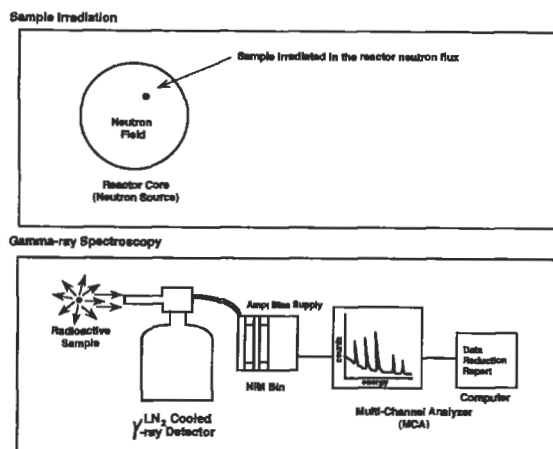 Sample Irradiation
Sample irradiated in the reactor neutron flux
Neutron
Field
Reactor Core
(Neutron Source)
Gamma-ray Spectroscopy
Radioactive
Sample
LN2 Cooled
γ-ray Detector
Amp Bias Supply
NIM Bin
counts
energy
Multi-Channel Analyzer
(MCA)
Data
Reduction
Report
Computer